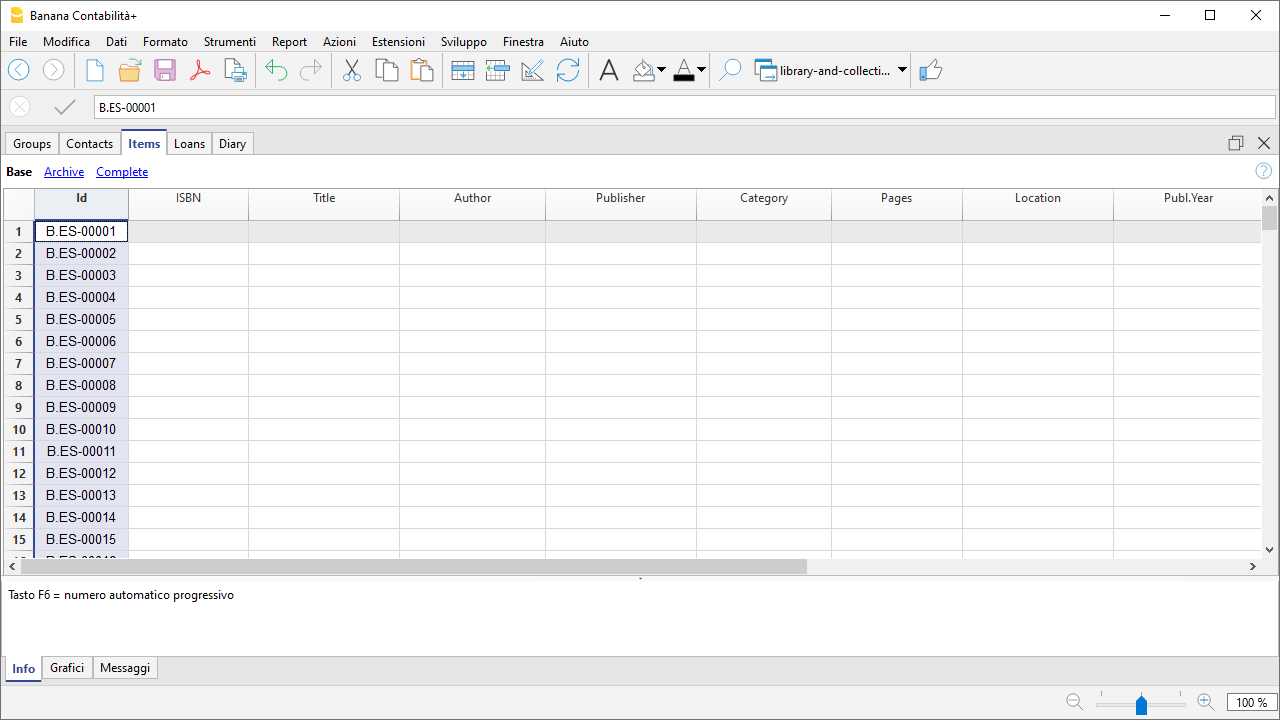 Banana Contabilità+
File Modifica Dati Formato Strumenti Report Azioni Estensioni Sviluppo Finestra Aiuto
library-and-collecti...
B.ES-00001
Groups Contacts Items Loans Diary
Base Archive Complete
Id ISBN Title Author Publisher Category Pages Location Publ.Year
1 B.ES-00001
2 B.ES-00002
3 B.ES-00003
4 B.ES-00004
5 B.ES-00005
6 B.ES-00006
7 B.ES-00007
8 B.ES-00008
9 B.ES-00009
10 B.ES-00010
11 B.ES-00011
12 B.ES-00012
13 B.ES-00013
14 B.ES-00014
15 B.ES-00015
Tasto F6 = numero automatico progressivo
Info Grafici Messaggi
100 %